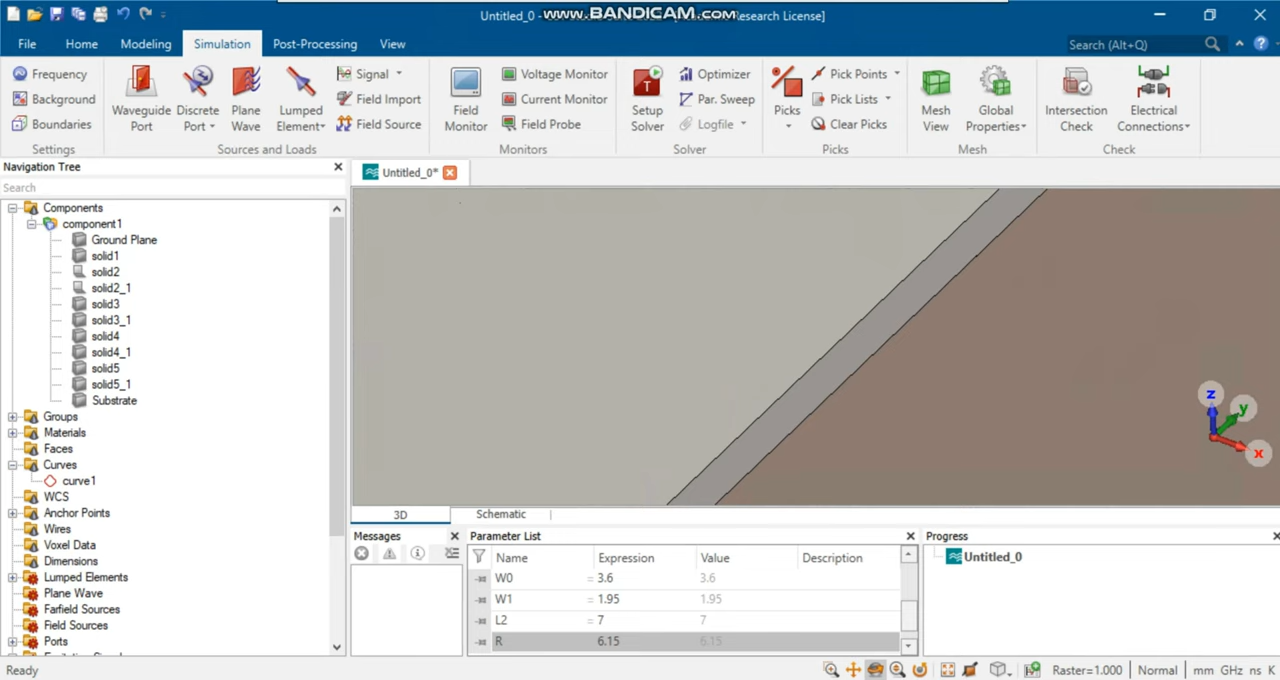 Untitled_0 - www.BANDICAM.com Research License]
File Home Modeling Simulation Post-Processing View Search (Alt+Q)
Frequency
Background
Boundaries
Settings
Waveguide Port
Discrete Port
Plane Wave
Lumped Element
Signal
Field Import
Field Source
Sources and Loads
Field Monitor
Voltage Monitor
Current Monitor
Field Probe
Monitors
Setup Solver
Optimizer
Par. Sweep
Logfile
Solver
Picks
Pick Points
Pick Lists
Clear Picks
Picks
Mesh View
Global Properties
Mesh
Intersection Check
Electrical Connections
Check
Navigation Tree
Search
Components
component1
Ground Plane
solid1
solid2
solid2_1
solid3
solid3_1
solid4
solid4_1
solid5
solid5_1
Substrate
Groups
Materials
Faces
Curves
curve1
WCS
Anchor Points
Wires
Voxel Data
Dimensions
Lumped Elements
Plane Wave
Farfield Sources
Field Sources
Ports
Untitled_0*
z
y
x
3D Schematic
Messages
Parameter List
Name Expression Value Description
W0 = 3.6 3.6
W1 = 1.95 1.95
L2 = 7 7
R 6.15 6.15
Progress
Untitled_0
Ready Raster=1.000 Normal mm GHz ns K